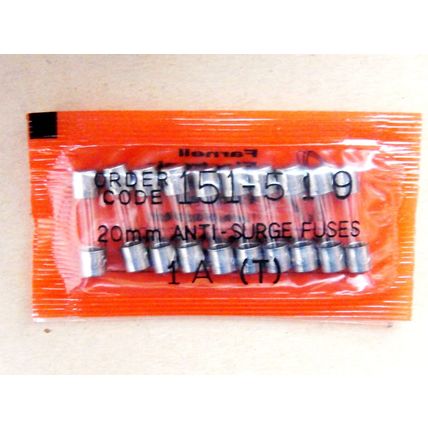 Farnell
ORDER CODE 151-519
20mm ANTI-SURGE FUSES
1A (T)